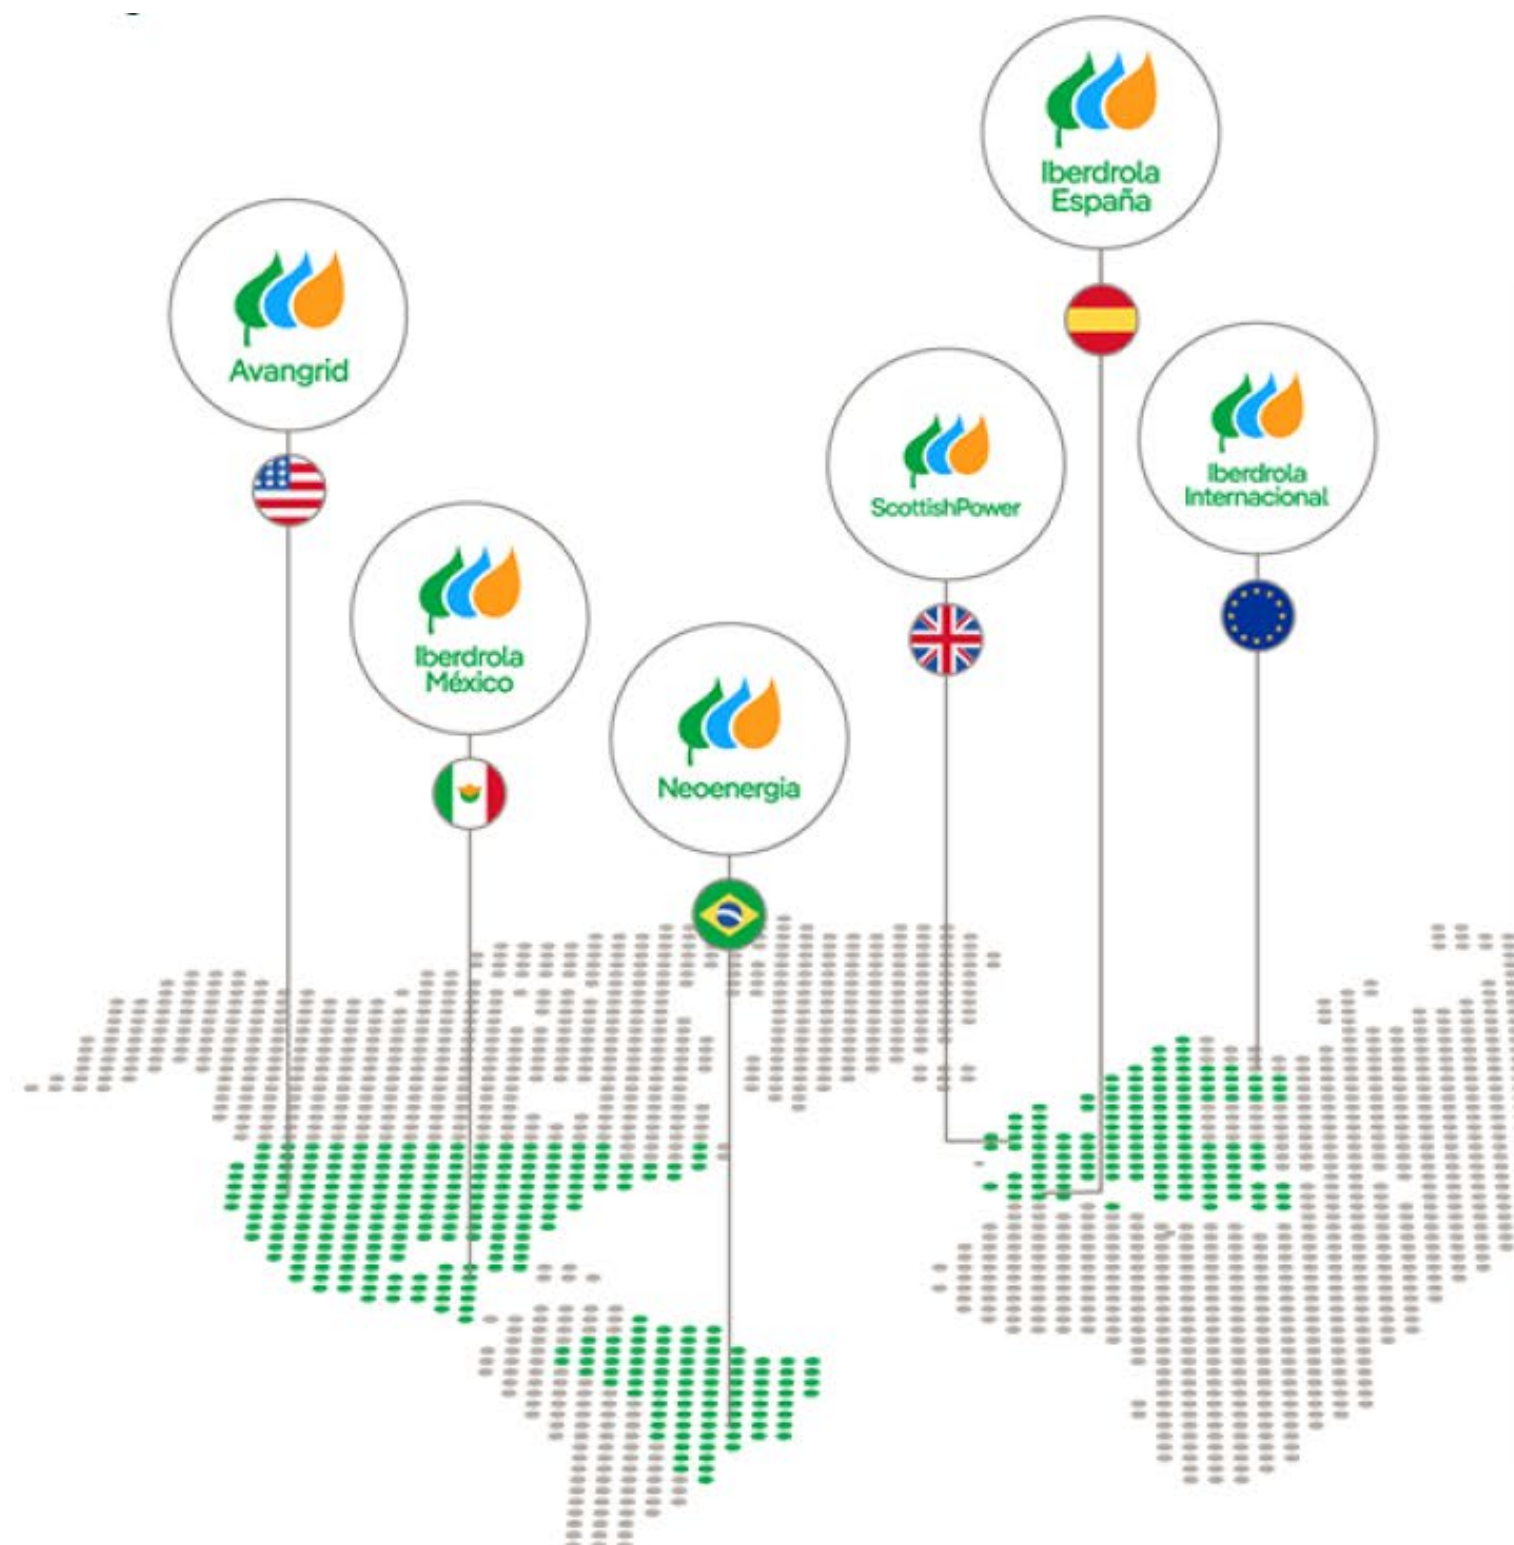 Iberdrola
España
Avangrid
ScottishPower
Iberdrola
Internacional
Iberdrola
México
Neoenergia